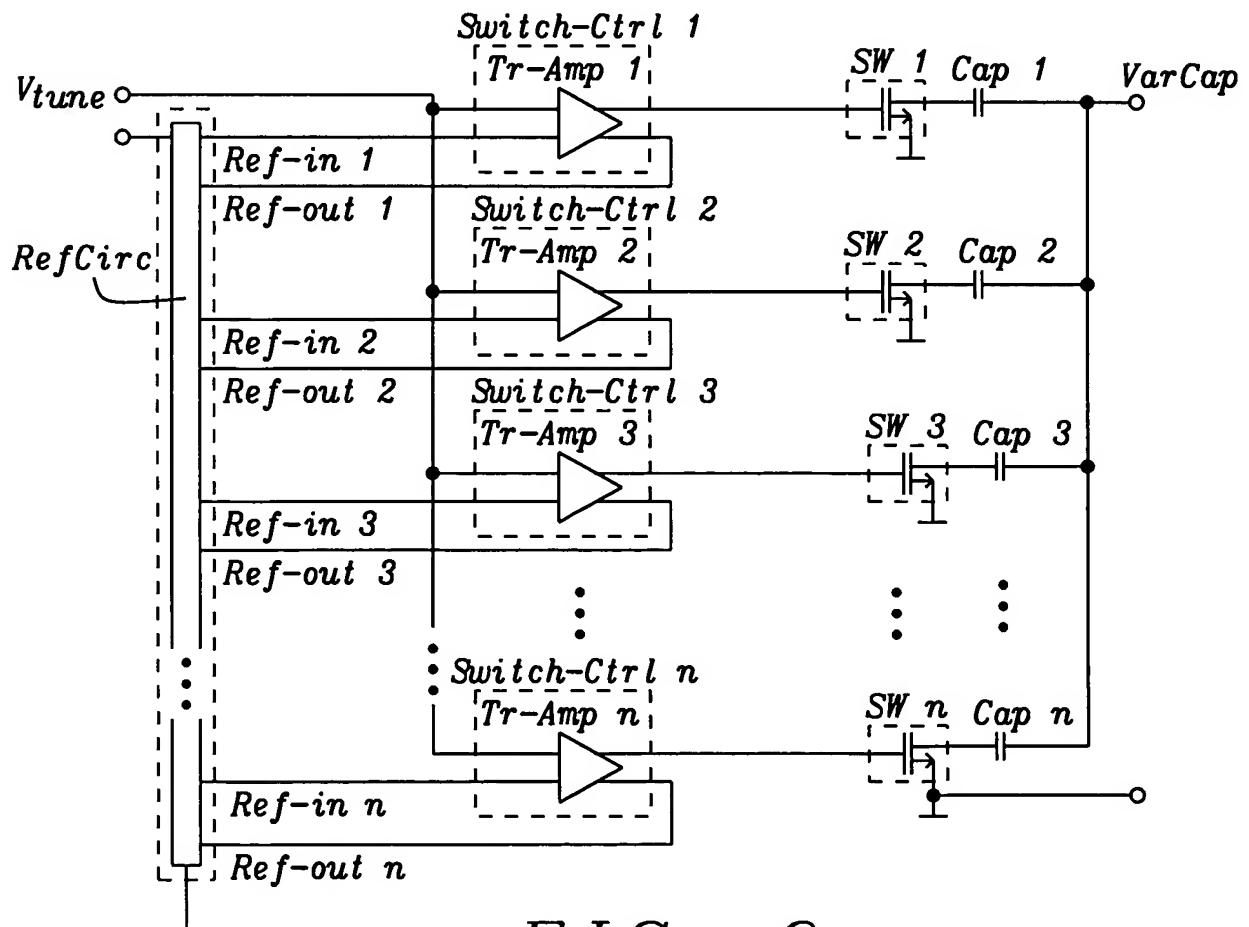 Switch-Ctrl 1
Tr-Amp 1
SW 1
Cap 1
VarCap
Vtune
Ref-in 1
Ref-out 1
Switch-Ctrl 2
Tr-Amp 2
SW 2
Cap 2
RefCirc
Ref-in 2
Ref-out 2
Switch-Ctrl 3
Tr-Amp 3
SW 3
Cap 3
Ref-in 3
Ref-out 3
Switch-Ctrl n
Tr-Amp n
SW n
Cap n
Ref-in n
Ref-out n